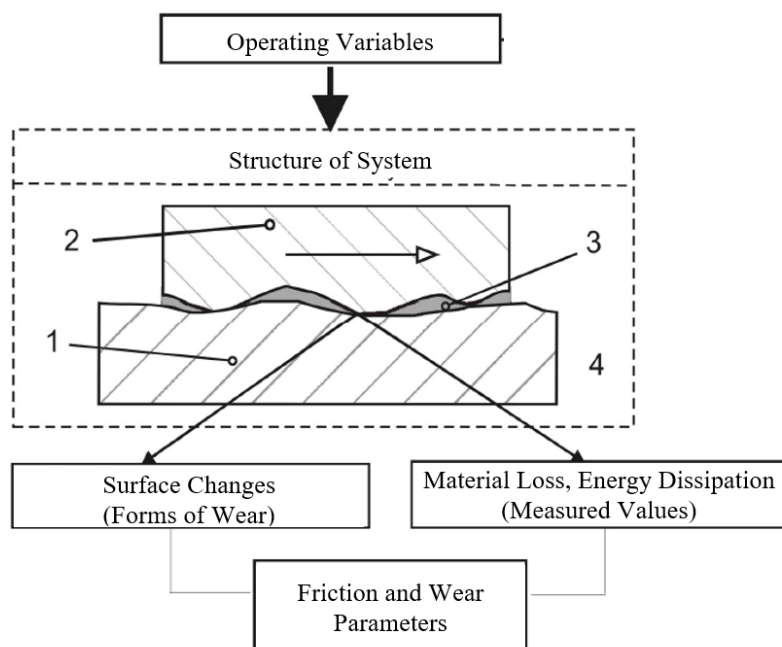 Operating Variables
Structure of System
2
3
1
4
Surface Changes
(Forms of Wear)
Material Loss, Energy Dissipation
(Measured Values)
Friction and Wear
Parameters